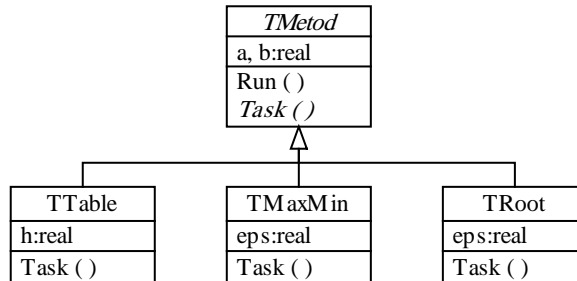 TMetod
a, b:real
Run ( )
Task ( )
TTable
h:real
Task ( )
TMaxMin
eps:real
Task ( )
TRoot
eps:real
Task ( )